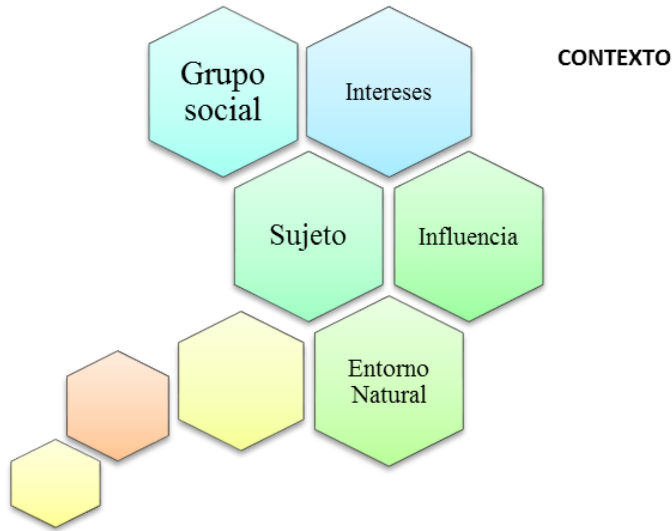 CONTEXTO
Grupo
social
Intereses
Sujeto
Influencia
Entorno
Natural